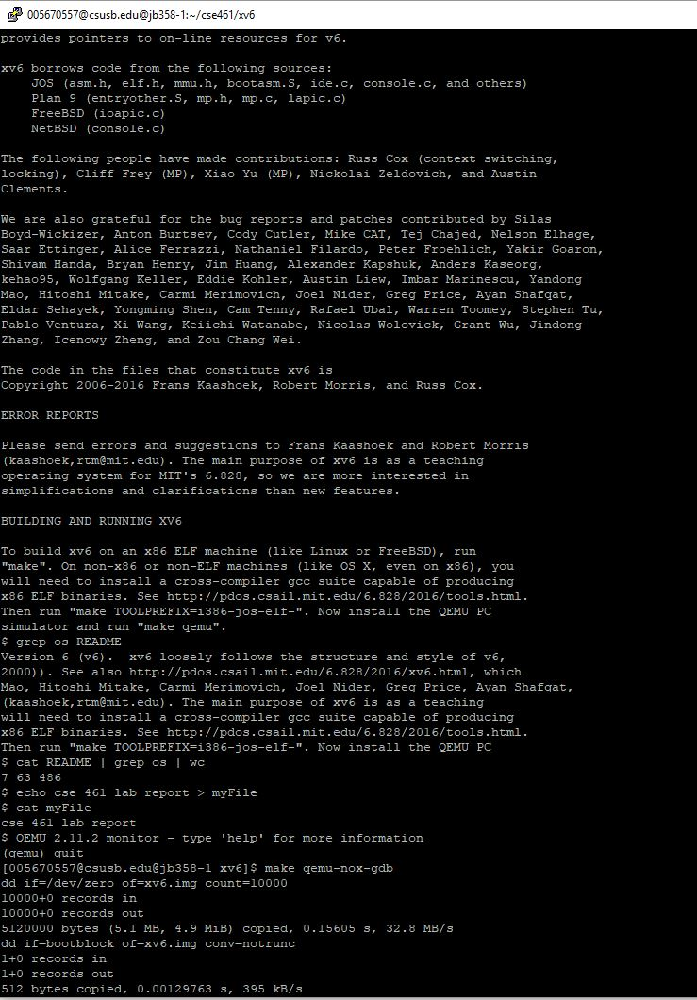 005670557@csusb.edu@jb358-1:~/cse461/xv6
provides pointers to on-line resources for v6.
xv6 borrows code from the following sources:
JOS (asm.h, elf.h, mmu.h, bootasm.S, ide.c, console.c, and others)
Plan 9 (entryother.S, mp.h, mp.c, lapic.c)
FreeBSD (ioapic.c)
NetBSD (console.c)
The following people have made contributions: Russ Cox (context switching,
locking), Cliff Frey (MP), Xiao Yu (MP), Nickolai Zeldovich, and Austin
Clements.
We are also grateful for the bug reports and patches contributed by Silas
Boyd-Wickizer, Anton Burtsev, Cody Cutler, Mike CAT, Tej Chajed, Nelson Elhage,
Saar Ettinger, Alice Ferrazzi, Nathaniel Filardo, Peter Froehlich, Yakir Goaron,
Shivam Handa, Bryan Henry, Jim Huang, Alexander Kapshuk, Anders Kaseorg,
kehao95, Wolfgang Keller, Eddie Kohler, Austin Liew, Imbar Marinescu, Yandong
Mao, Hitoshi Mitake, Carmi Merimovich, Joel Nider, Greg Price, Ayan Shafqat,
Eldar Sehayek, Yongming Shen, Cam Tenny, Rafael Ubal, Warren Toomey, Stephen Tu,
Pablo Ventura, Xi Wang, Keiichi Watanabe, Nicolas Wolovick, Grant Wu, Jindong
Zhang, Icenowy Zheng, and Zou Chang Wei.
The code in the files that constitute xv6 is
Copyright 2006-2016 Frans Kaashoek, Robert Morris, and Russ Cox.
ERROR REPORTS
Please send errors and suggestions to Frans Kaashoek and Robert Morris
(kaashoek,rtm@mit.edu). The main purpose of xv6 is as a teaching
operating system for MIT's 6.828, so we are more interested in
simplifications and clarifications than new features.
BUILDING AND RUNNING XV6
To build xv6 on an x86 ELF machine (like Linux or FreeBSD), run
"make". On non-x86 or non-ELF machines (like OS X, even on x86), you
will need to install a cross-compiler gcc suite capable of producing
x86 ELF binaries. See http://pdos.csail.mit.edu/6.828/2016/tools.html.
Then run "make TOOLPREFIX=i386-jos-elf-". Now install the QEMU PC
simulator and run "make qemu".
$ grep os README
Version 6 (v6).  xv6 loosely follows the structure and style of v6,
2000)). See also http://pdos.csail.mit.edu/6.828/2016/xv6.html, which
Mao, Hitoshi Mitake, Carmi Merimovich, Joel Nider, Greg Price, Ayan Shafqat,
(kaashoek,rtm@mit.edu). The main purpose of xv6 is as a teaching
will need to install a cross-compiler gcc suite capable of producing
x86 ELF binaries. See http://pdos.csail.mit.edu/6.828/2016/tools.html.
Then run "make TOOLPREFIX=i386-jos-elf-". Now install the QEMU PC
$ cat README | grep os | wc
7 63 486
$ echo cse 461 lab report > myFile
$ cat myFile
cse 461 lab report
$ QEMU 2.11.2 monitor - type 'help' for more information
(qemu) quit
[005670557@csusb.edu@jb358-1 xv6]$ make qemu-nox-gdb
dd if=/dev/zero of=xv6.img count=10000
10000+0 records in
10000+0 records out
5120000 bytes (5.1 MB, 4.9 MiB) copied, 0.15605 s, 32.8 MB/s
dd if=bootblock of=xv6.img conv=notrunc
1+0 records in
1+0 records out
512 bytes copied, 0.00129763 s, 395 kB/s